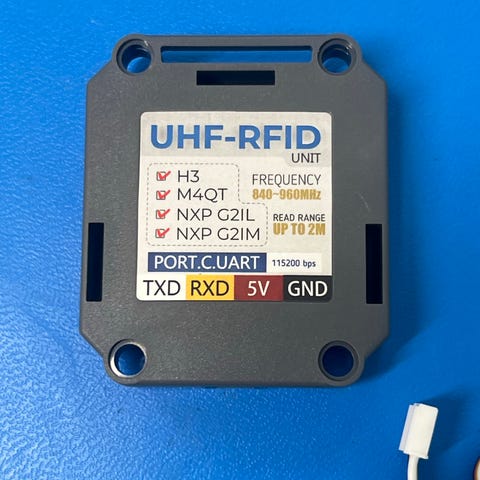 UHF-RFID
UNIT
H3
M4QT
NXP G2IL
NXP G2IM
FREQUENCY
840~960MHz
READ RANGE
UP TO 2M
PORT.C.UART 115200 bps
TXD RXD 5V GND